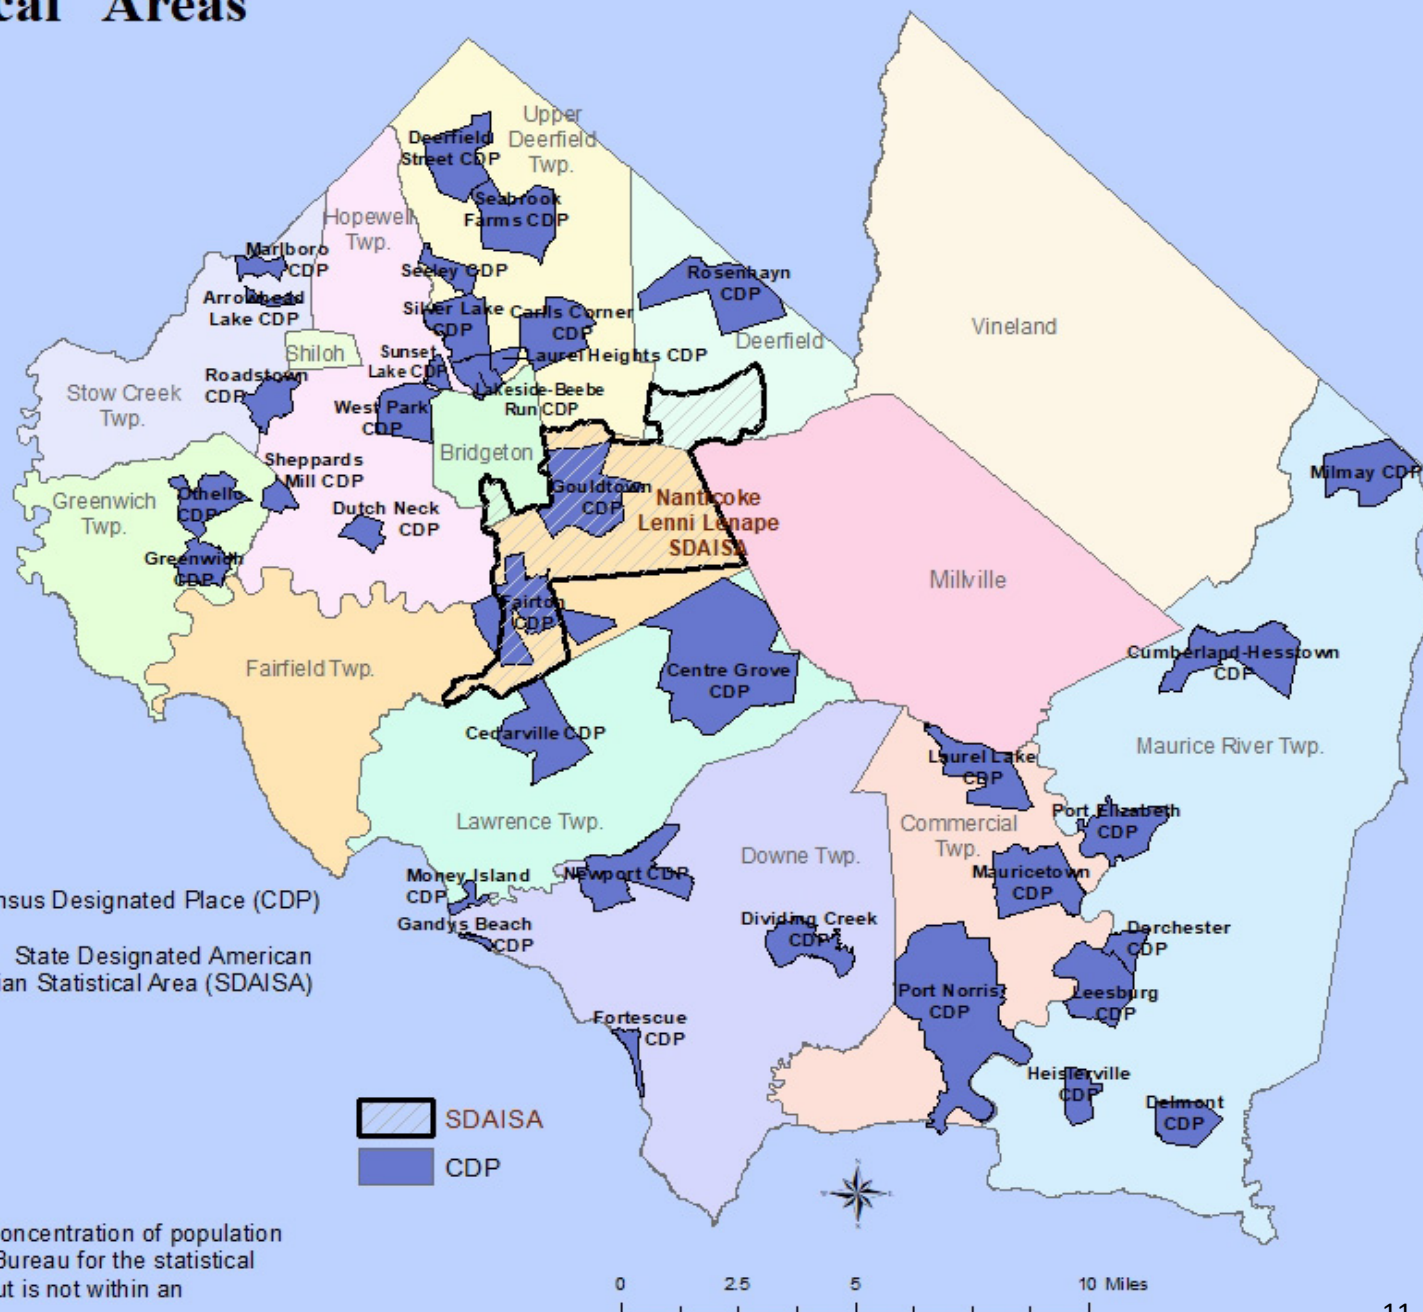 cal Areas
Upper
Deerfield
Twp.
Deerfield
Street CDP
Seabrook
Farms CDP
Hopewell
Twp.
Marlboro
CDP
Seeley CDP
Rosenhayn
CDP
Arrowhead
Lake CDP
Silver Lake
CDP
Carlls Corner
CDP
Deerfield
Vineland
Shiloh
Sunset
Lake CDP
Laurel Heights CDP
Roadstown
CDP
Stow Creek
Twp.
Lakeside-Beebe
Run CDP
West Park
CDP
Bridgeton
Sheppards
Mill CDP
Milmay CDP
Greenwich
Twp.
Othello
CDP
Dutch Neck
CDP
Gouldtown
CDP
Nanticoke
Lenni Lenape
SDAISA
Greenwich
CDP
Millville
Fairton
CDP
Fairfield Twp.
Centre Grove
CDP
Cumberland-Hesstown
CDP
Cedarville CDP
Maurice River Twp.
Laurel Lake
CDP
Lawrence Twp.
Commercial
Twp.
Port Elizabeth
CDP
Downe Twp.
Money Island
CDP
Newport CDP
Mauricetown
CDP
nsus Designated Place (CDP)
Gandys Beach
CDP
Dividing Creek
CDP
Dorchester
CDP
State Designated American
ian Statistical Area (SDAISA)
Port Norris
CDP
Leesburg
CDP
Fortescue
CDP
Heislerville
CDP
Delmont
CDP
SDAISA
CDP
oncentration of population
Bureau for the statistical
ut is not within an
0 2.5 5 10 Miles